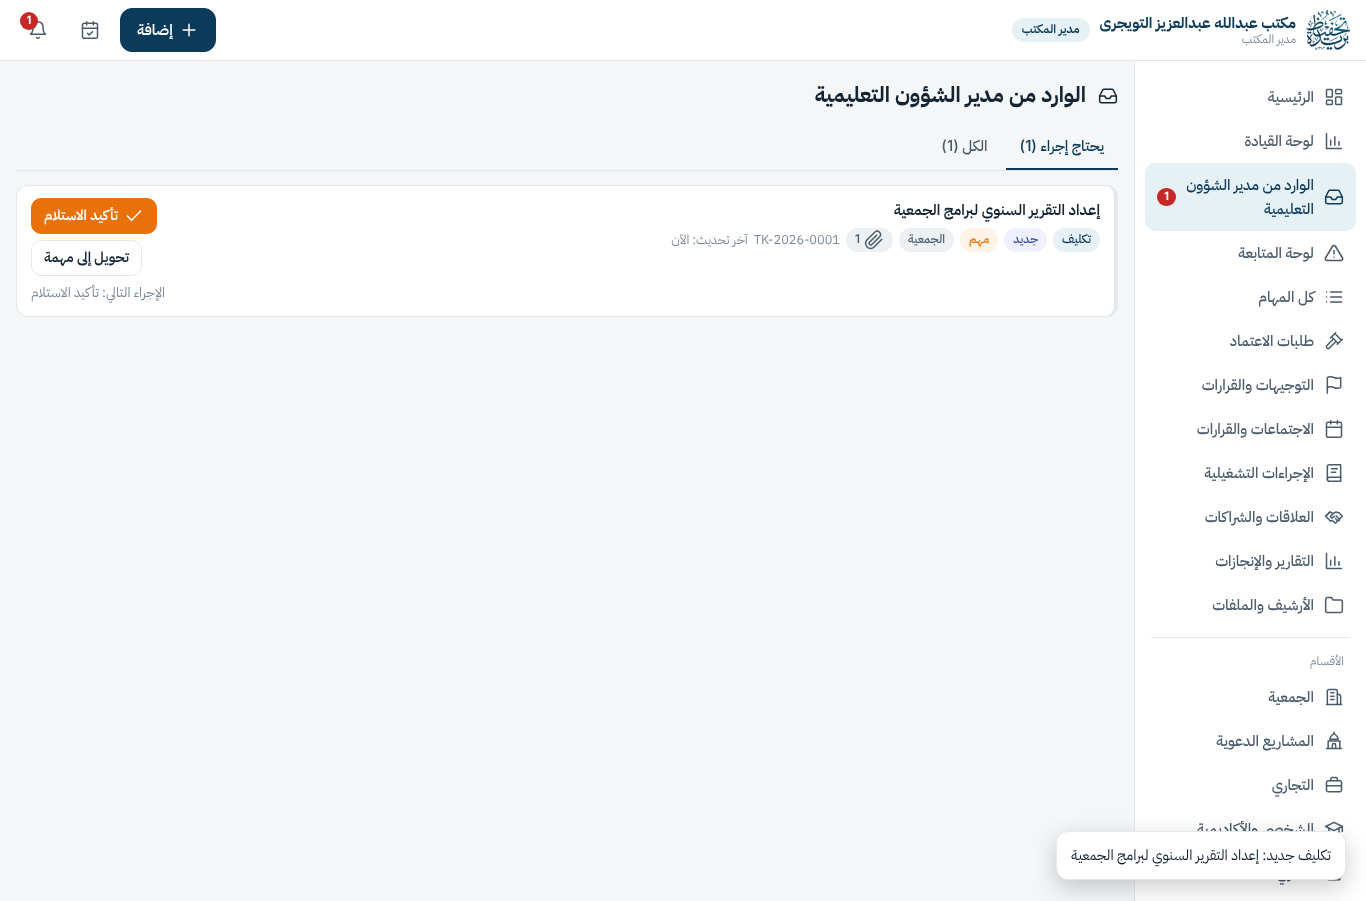 مكتب عبدالله عبدالعزيز التويجرى
مدير المكتب
مدير المكتب
إضافة
1
الرئيسية
لوحة القيادة
الوارد من مدير الشؤون
التعليمية
1
لوحة المتابعة
كل المهام
طلبات الاعتماد
التوجيهات والقرارات
الاجتماعات والقرارات
الإجراءات التشغيلية
العلاقات والشراكات
التقارير والإنجازات
الأرشيف والملفات
الأقسام
الجمعية
المشاريع الدعوية
التجاري
الوارد من مدير الشؤون التعليمية
يحتاج إجراء (1)
الكل (1)
إعداد التقرير السنوي لبرامج الجمعية
تكليف
جديد
مهم
الجمعية
1
TK-2026-0001
آخر تحديث: الآن
تأكيد الاستلام
تحويل إلى مهمة
الإجراء التالي: تأكيد الاستلام
تكليف جديد: إعداد التقرير السنوي لبرامج الجمعية